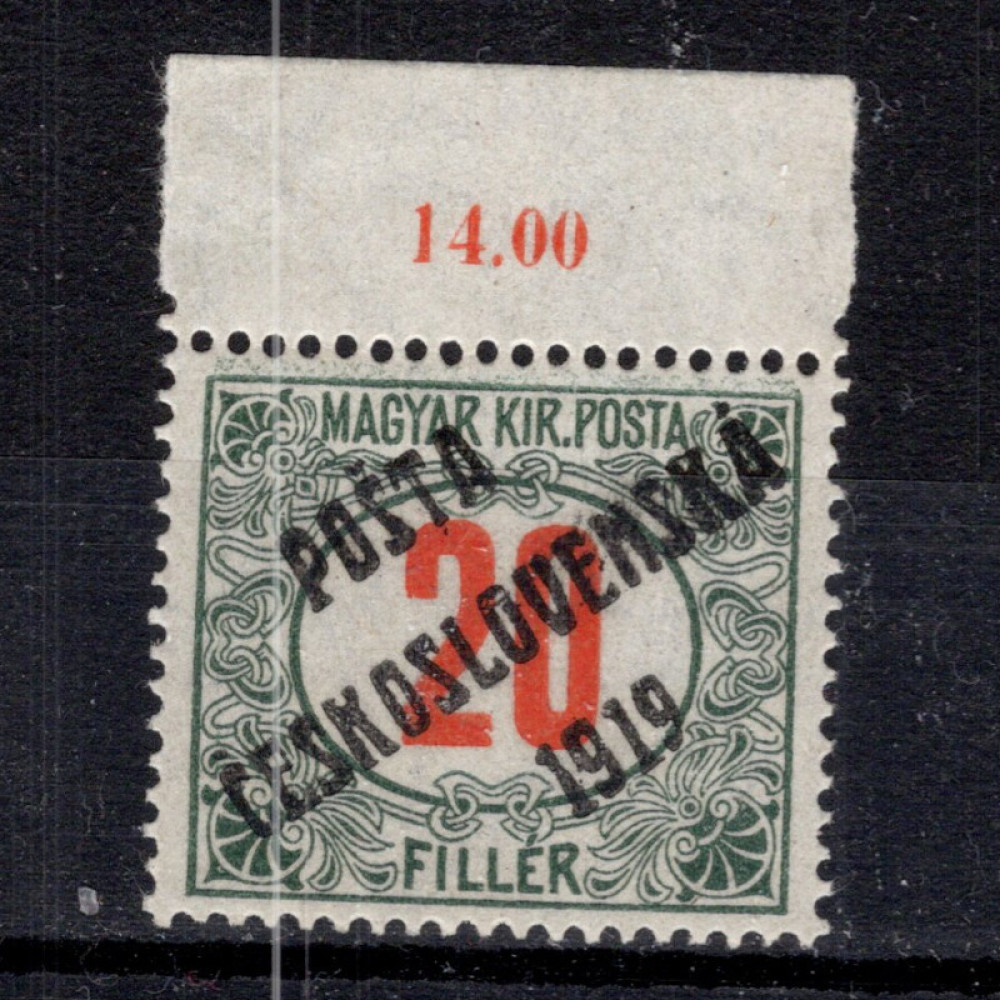 14.00
MAGYAR KIR. POSTA
POŠTA
ČESKOSLOVENSKÁ
1919
20
FILLÉR